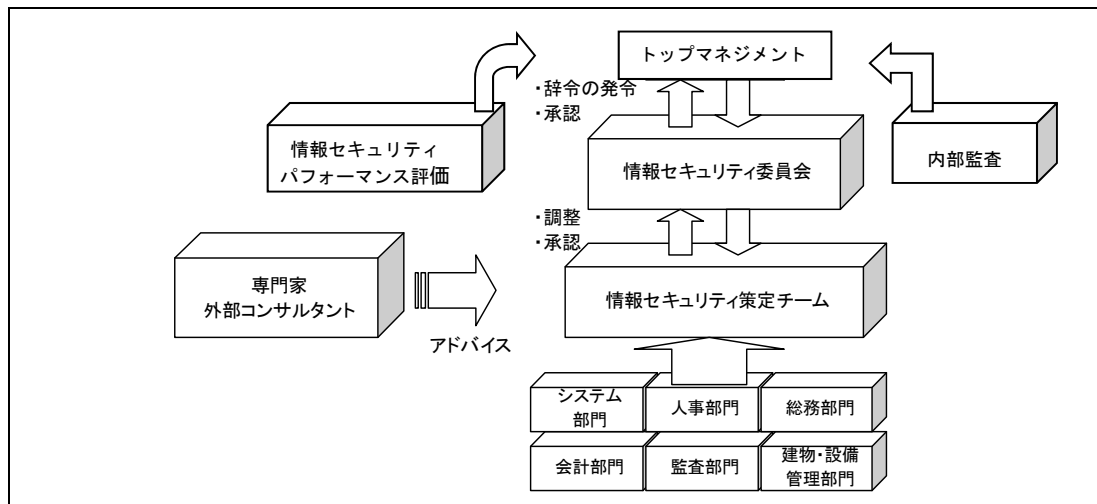 トップマネジメント
・辞令の発令
・承認
情報セキュリティ
パフォーマンス評価
情報セキュリティ委員会
内部監査
・調整
・承認
専門家
外部コンサルタント
アドバイス
情報セキュリティ策定チーム
システム
部門
人事部門
総務部門
会計部門
監査部門
建物・設備
管理部門